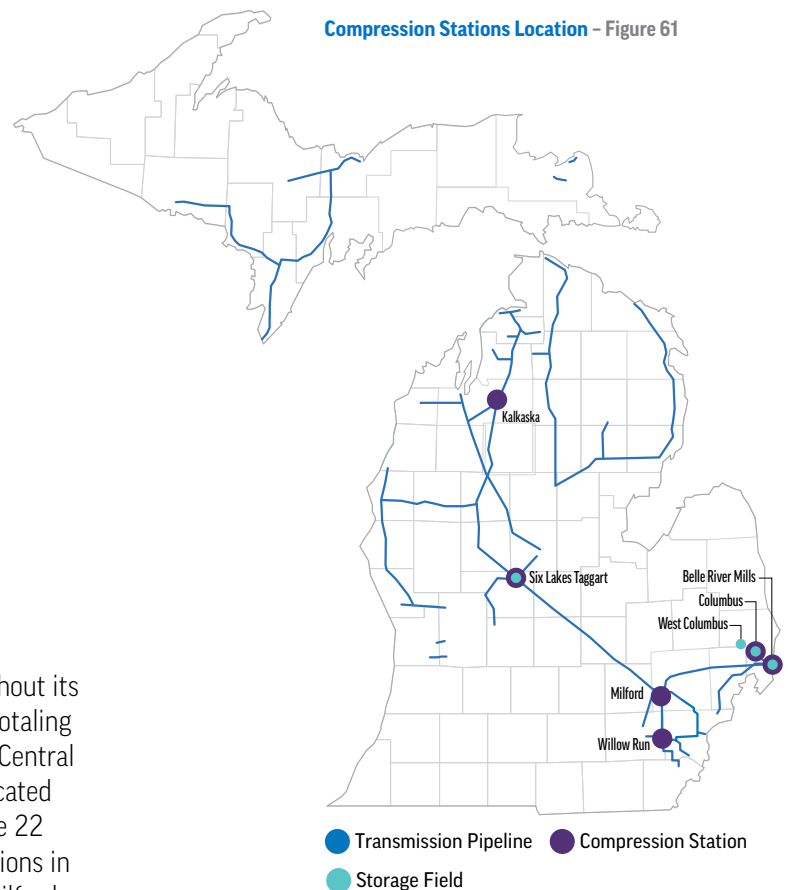 Compression Stations Location – Figure 61
Kalkaska
Six Lakes Taggart
Belle River Mills
Columbus
West Columbus
Milford
Willow Run
hout its
otaling
Central
cated
e 22
ions in
Transmission Pipeline
Compression Station
Storage Field